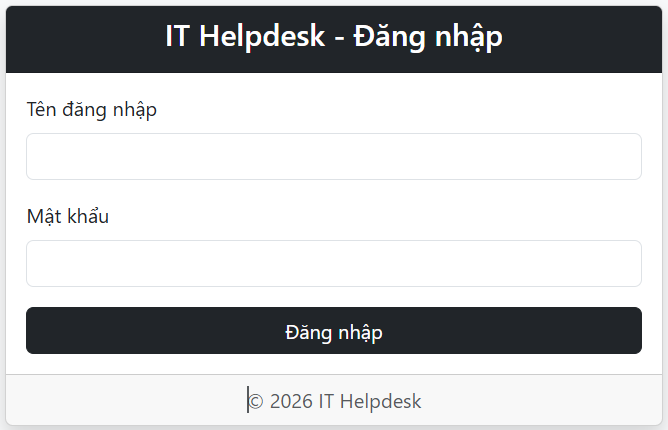 IT Helpdesk - Đăng nhập
Tên đăng nhập
Mật khẩu
Đăng nhập
© 2026 IT Helpdesk